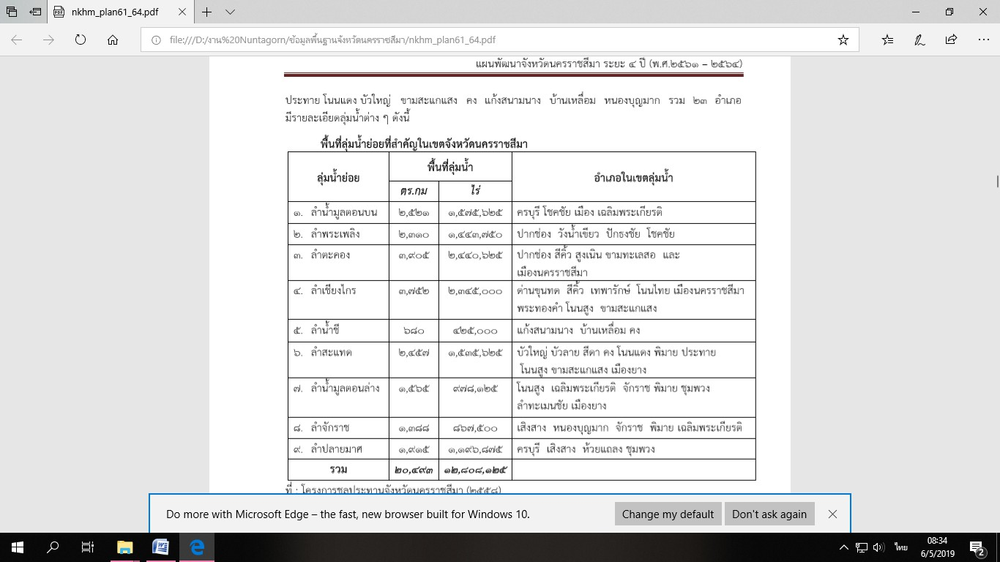 nkhm_plan61_64.pdf
file:///D:/งาน%20Nuntagorn/ข้อมูลพื้นฐานจังหวัดนครราชสีมา/nkhm_plan61_64.pdf
แผนพัฒนาจังหวัดนครราชสีมา ระยะ ๔ ปี (พ.ศ.๒๕๖๑ – ๒๕๖๔)
ประทาย โนนแดง บัวใหญ่ ขามสะแกแสง คง แก้งสนามนาง บ้านเหลื่อม หนองบุญมาก รวม ๒๓ อำเภอ
มีรายละเอียดลุ่มน้ำต่าง ๆ ดังนี้
พื้นที่ลุ่มน้ำย่อยที่สำคัญในเขตจังหวัดนครราชสีมา
ลุ่มน้ำย่อย พื้นที่ลุ่มน้ำ อำเภอในเขตลุ่มน้ำ
ตร.กม ไร่
๑. ลำน้ำมูลตอนบน ๒,๕๒๑ ๑,๕๗๕,๖๒๕ ครบุรี โชคชัย เมือง เฉลิมพระเกียรติ
๒. ลำพระเพลิง ๒,๓๑๐ ๑,๔๔๓,๗๕๐ ปากช่อง วังน้ำเขียว ปักธงชัย โชคชัย
๓. ลำตะคอง ๓,๙๐๕ ๒,๔๔๐,๖๒๕ ปากช่อง สีคิ้ว สูงเนิน ขามทะเลสอ และ
เมืองนครราชสีมา
๔. ลำเชียงไกร ๓,๗๕๒ ๒,๓๔๕,๐๐๐ ด่านขุนทด สีคิ้ว เทพารักษ์ โนนไทย เมืองนครราชสีมา
พระทองคำ โนนสูง ขามสะแกแสง
๕. ลำน้ำชี ๖๘๐ ๔๒๕,๐๐๐ แก้งสนามนาง บ้านเหลื่อม คง
๖. ลำสะแทด ๒,๔๕๗ ๑,๕๓๕,๖๒๕ บัวใหญ่ บัวลาย สีดา คง โนนแดง พิมาย ประทาย
โนนสูง ขามสะแกแสง เมืองยาง
๗. ลำน้ำมูลตอนล่าง ๑,๕๖๕ ๙๗๘,๑๒๕ โนนสูง เฉลิมพระเกียรติ จักราช พิมาย ชุมพวง
ลำทะเมนชัย เมืองยาง
๘. ลำจักราช ๑,๓๘๘ ๘๖๗,๕๐๐ เสิงสาง หนองบุญมาก จักราช พิมาย เฉลิมพระเกียรติ
๙. ลำปลายมาศ ๑,๙๑๕ ๑,๑๙๖,๘๗๕ ครบุรี เสิงสาง ห้วยแถลง ชุมพวง
รวม ๒๐,๔๙๓ ๑๒,๘๐๘,๑๒๕
ที่ : โครงการชลประทานจังหวัดนครราชสีมา (๒๕๕๘)
Do more with Microsoft Edge – the fast, new browser built for Windows 10. Change my default Don't ask again
ไทย 08:34
6/5/2019 2